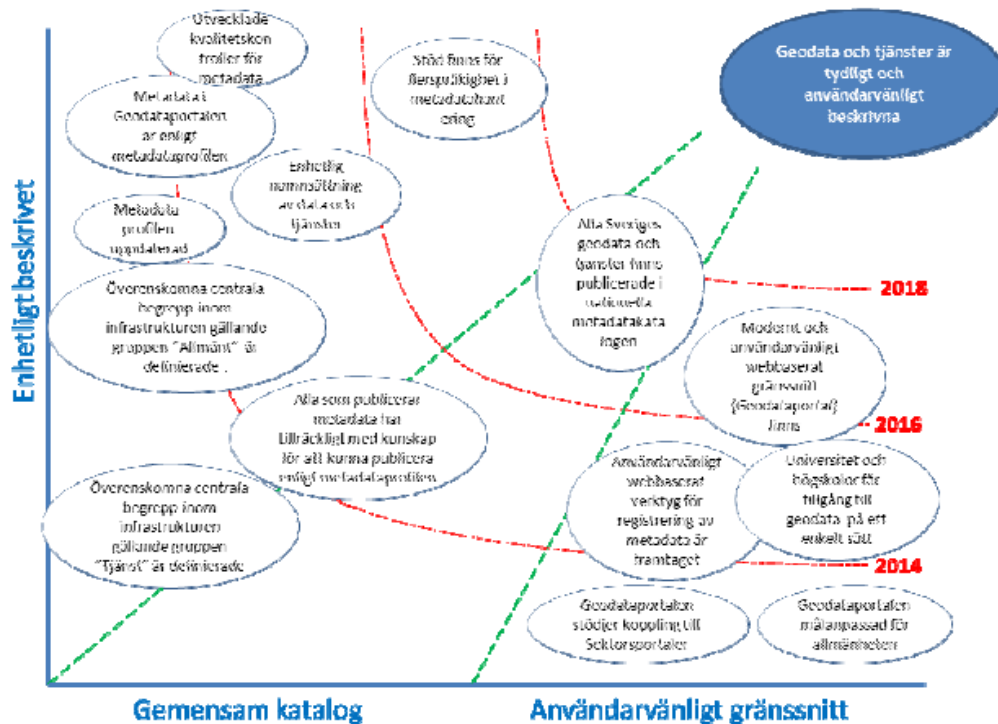 Utvecklade
kvalitetskon
troller för
metadata
Metadata i
Geodataportalen
är enligt
metadataprofilen
Metadata
profilen
uppdaterad
Enhetlig
namnsättning
av data och
tjänster
Stöd finns för
flerspråkighet i
metadatahant
ering
Geodata och tjänster är
tydligt och
användarvänligt
beskrivna
Alla Sveriges
geodata och
tjänster finns
publicerade i
nationella
metadatakata
logen
2018
Överenskomna centrala
begrepp inom
infrastrukturen gällande
gruppen "Allmänt" är
definierade .
Modernt och
användarvänligt
webbaserat
gränssnitt
(Geodataportal)
finns
2016
Alla som publicerar
metadata har
tillräckligt med kunskap
för att kunna publicera
enligt metadataprofilen
Överenskomna centrala
begrepp inom
infrastrukturen
gällande gruppen
"Tjänst" är definierade
Användarvänligt
webbaserat
verktyg för
registrering av
metadata är
framtaget
Universitet och
högskolor får
tillgång till
geodata på ett
enkelt sätt
2014
Geodataportalen
stödjer koppling till
Sektorsportaler
Geodataportalen
målanpassad för
allmänheten
Enhetligt beskrivet
Gemensam katalog
Användarvänligt gränssnitt